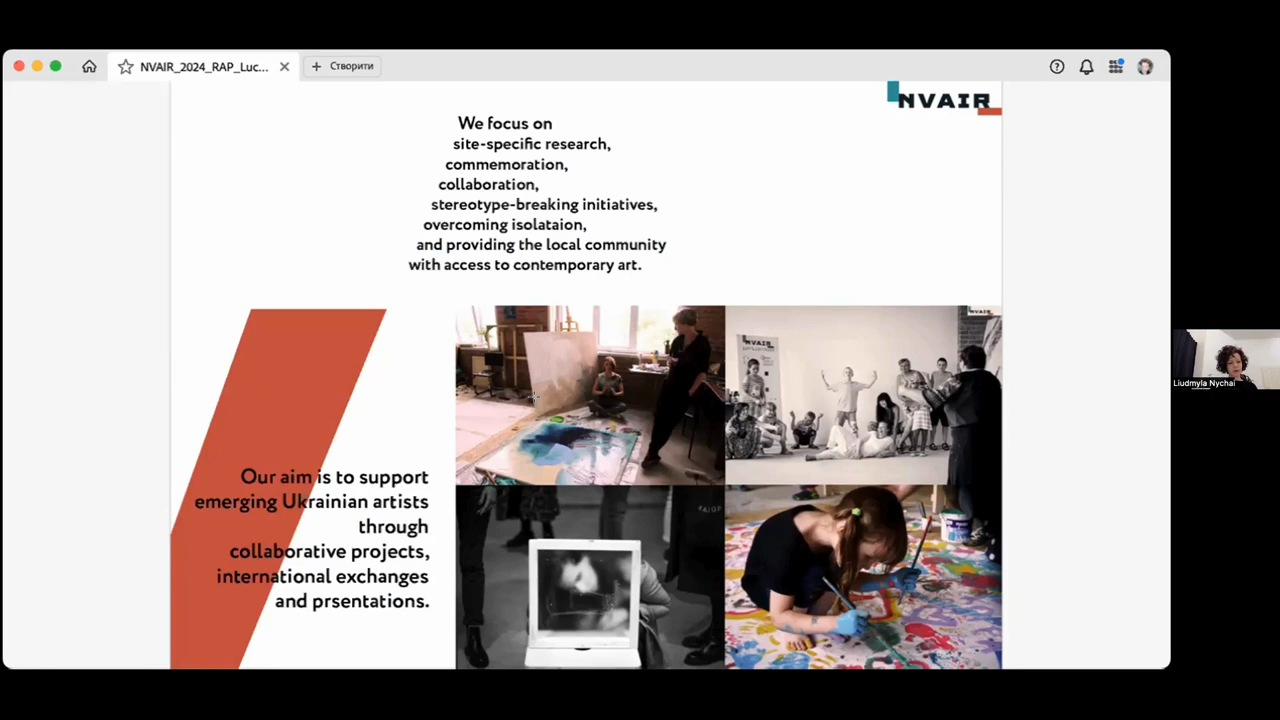 NVAIR_2024_RAP_Luc...
Створити
NVAIR
We focus on
site-specific research,
commemoration,
collaboration,
stereotype-breaking initiatives,
overcoming isolataion,
and providing the local community
with access to contemporary art.
Our aim is to support
emerging Ukrainian artists
through
collaborative projects,
international exchanges
and prsentations.
NVAIR
NVAIR
Liudmyla Nychai